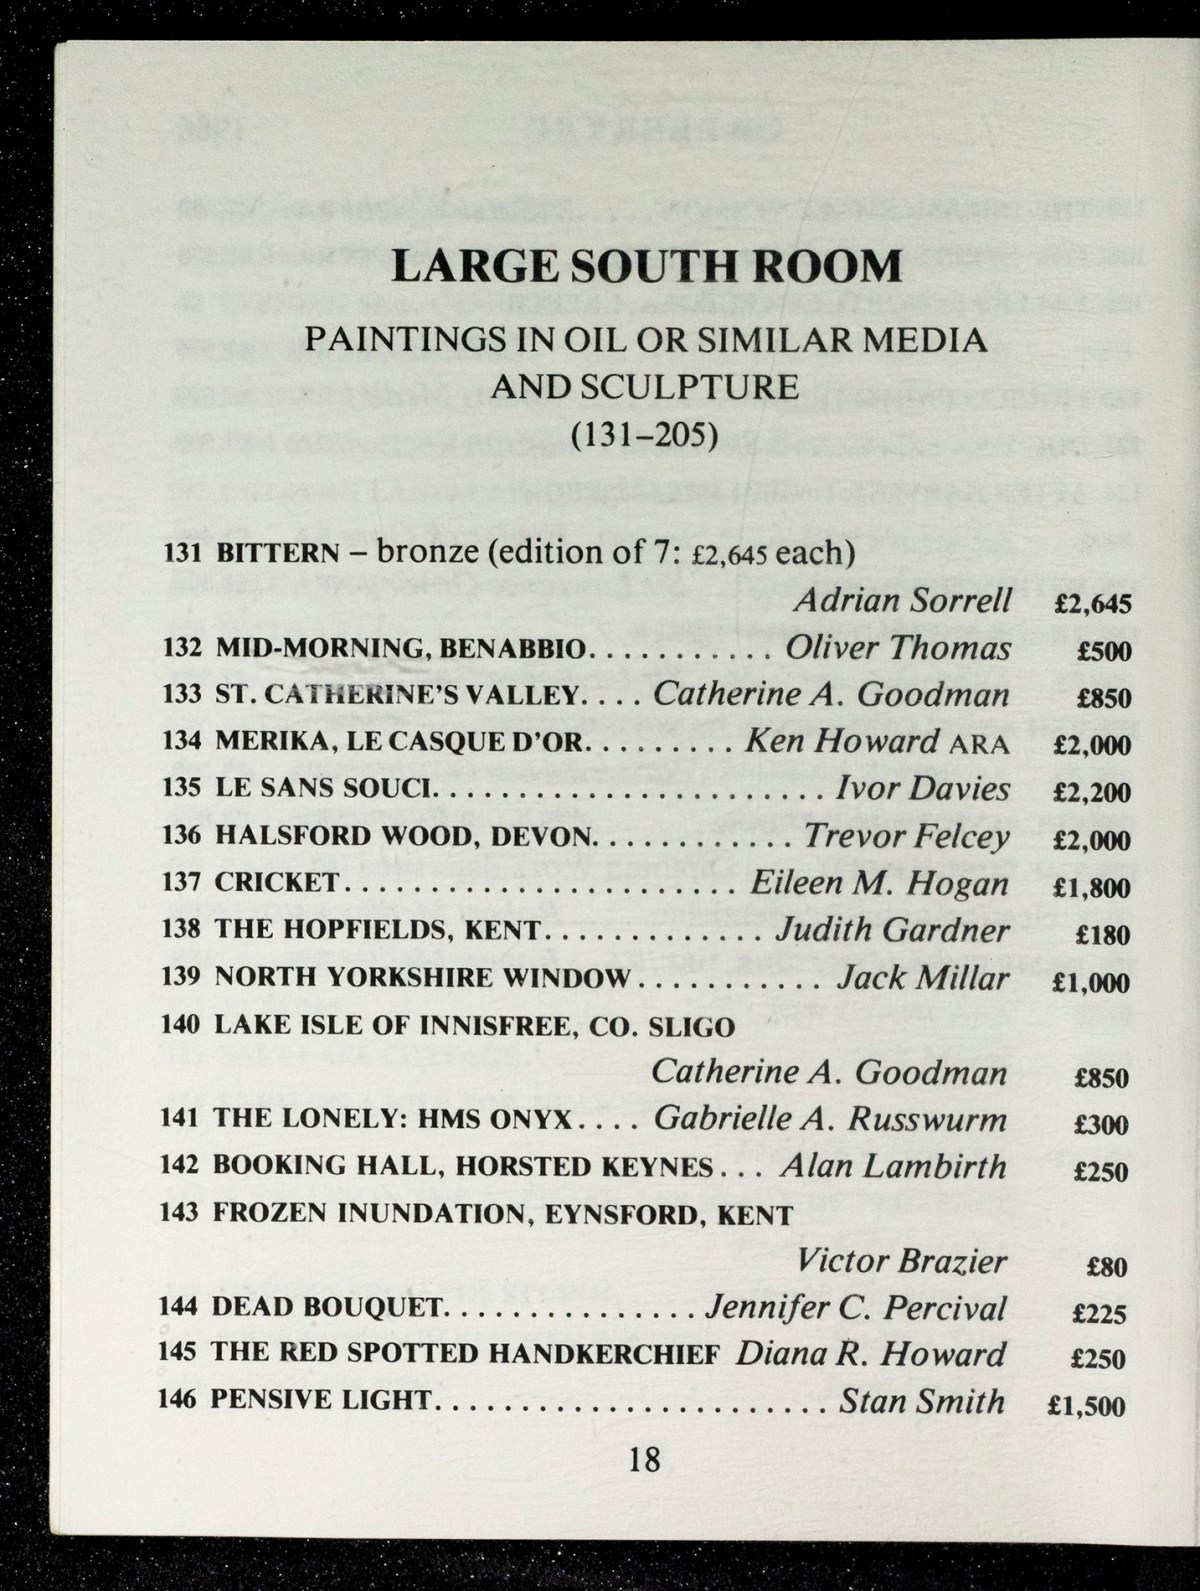 LARGE SOUTH ROOM
PAINTINGS IN OIL OR SIMILAR MEDIA
AND SCULPTURE
(131–205)
131 BITTERN – bronze (edition of 7: £2,645 each)
Adrian Sorrell £2,645
132 MID-MORNING, BENABBIO. . . . . . . . . . . Oliver Thomas £500
133 ST. CATHERINE'S VALLEY. . . . Catherine A. Goodman £850
134 MERIKA, LE CASQUE D'OR. . . . . . . . . Ken Howard ARA £2,000
135 LE SANS SOUCI. . . . . . . . . . . . . . . . . . . . . . . Ivor Davies £2,200
136 HALSFORD WOOD, DEVON. . . . . . . . . . . . Trevor Felcey £2,000
137 CRICKET. . . . . . . . . . . . . . . . . . . . . . . Eileen M. Hogan £1,800
138 THE HOPFIELDS, KENT. . . . . . . . . . . . . Judith Gardner £180
139 NORTH YORKSHIRE WINDOW . . . . . . . . . . . Jack Millar £1,000
140 LAKE ISLE OF INNISFREE, CO. SLIGO
Catherine A. Goodman £850
141 THE LONELY: HMS ONYX. . . . Gabrielle A. Russwurm £300
142 BOOKING HALL, HORSTED KEYNES . . . Alan Lambirth £250
143 FROZEN INUNDATION, EYNSFORD, KENT
Victor Brazier £80
144 DEAD BOUQUET. . . . . . . . . . . . . . . Jennifer C. Percival £225
145 THE RED SPOTTED HANDKERCHIEF Diana R. Howard £250
146 PENSIVE LIGHT. . . . . . . . . . . . . . . . . . . . . . . Stan Smith £1,500
18